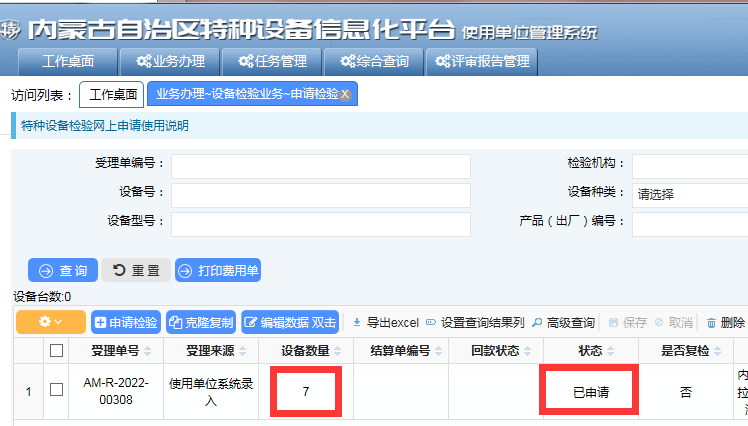 特 内蒙古自治区特种设备信息化平台 使用单位管理系统
工作桌面 业务办理 任务管理 综合查询 评审报告管理
访问列表： 工作桌面 业务办理~设备检验业务~申请检验 X
特种设备检验网上申请使用说明
受理单编号： 检验机构：
设备号： 设备种类： 请选择
设备型号： 产品（出厂）编号：
查 询 重 置 打印费用单
设备台数:0
申请检验 克隆复制 编辑数据 双击 导出excel 设置查询结果列 高级查询 保存 取消 删除
受理单号 受理来源 设备数量 结算单编号 回款状态 状态 是否复检
1 AM-R-2022-00308 使用单位系统录入 7 已申请 否 内
拉